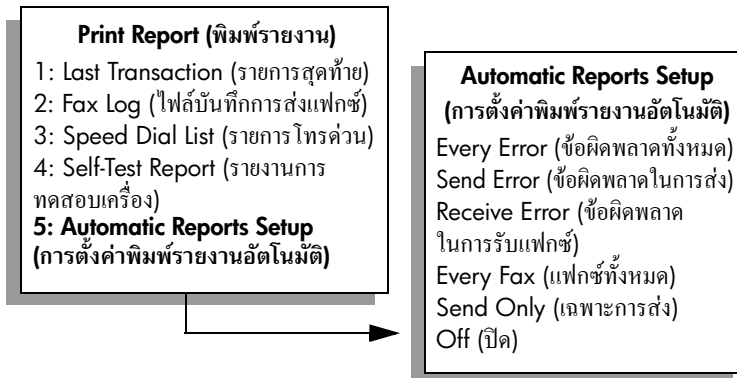 Print Report (พิมพ์รายงาน)
1: Last Transaction (รายการสุดท้าย)
2: Fax Log (ไฟล์บันทึกการส่งแฟกซ์)
3: Speed Dial List (รายการโทรด่วน)
4: Self-Test Report (รายงานการ
ทดสอบเครื่อง)
5: Automatic Reports Setup
(การตั้งค่าพิมพ์รายงานอัตโนมัติ)
Automatic Reports Setup
(การตั้งค่าพิมพ์รายงานอัตโนมัติ)
Every Error (ข้อผิดพลาดทั้งหมด)
Send Error (ข้อผิดพลาดในการส่ง)
Receive Error (ข้อผิดพลาด
ในการรับแฟกซ์)
Every Fax (แฟกซ์ทั้งหมด)
Send Only (เฉพาะการส่ง)
Off (ปิด)